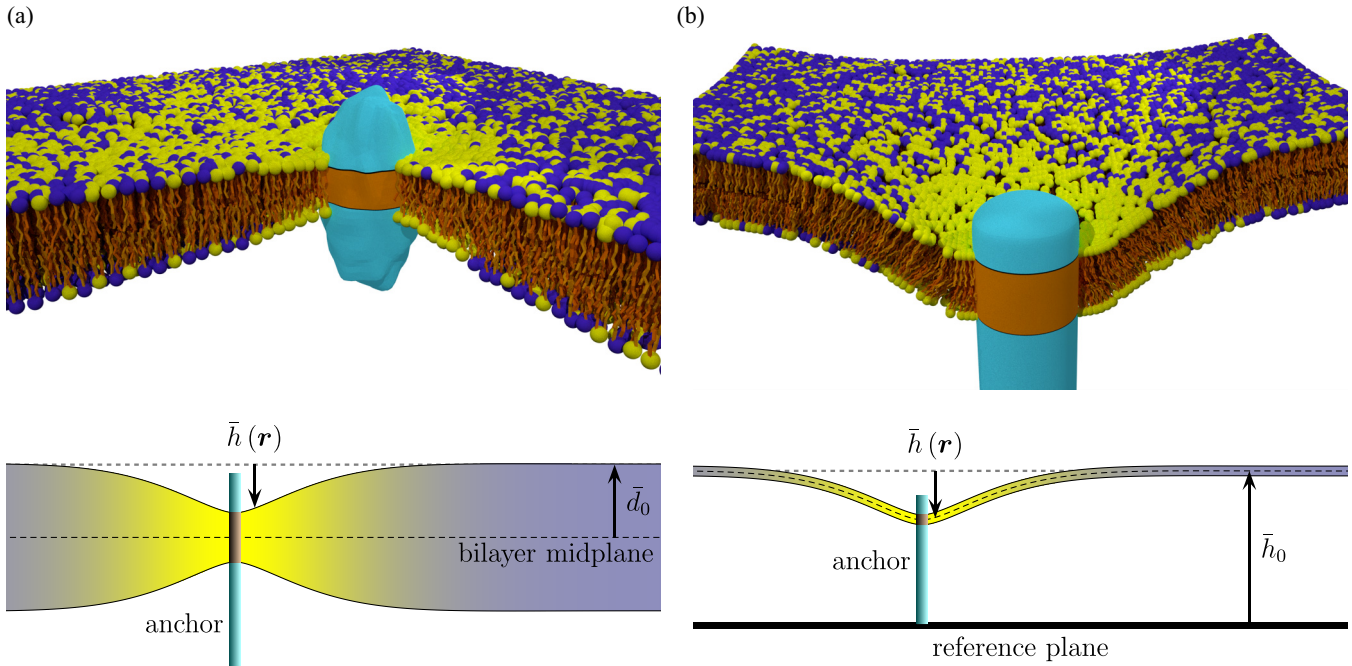 (a)
(b)
h̄ (r)
d̄₀
bilayer midplane
anchor
h̄ (r)
anchor
h̄₀
reference plane